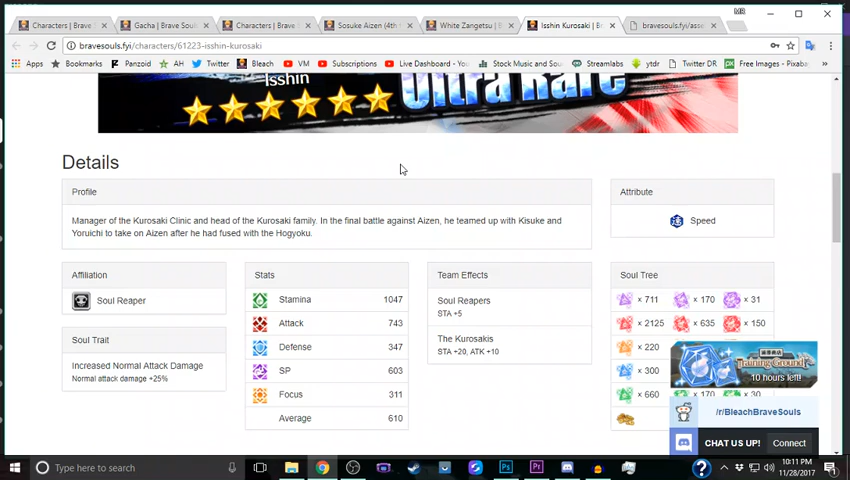 MR
Characters | Brave
Gacha | Brave Soul
Characters | Brave
Sosuke Aizen (4th
White Zangetsu | B
Isshin Kurosaki | B
bravesouls.fyi/asse
bravesouls.fyi/characters/61223-isshin-kurosaki
Apps Bookmarks Panzoid AH Twitter Bleach VM Subscriptions Live Dashboard - You Stock Music and Sou Streamlabs ytdr Twitter DR Free Images - Pixaba
Isshin
Ultra Rare
Details
Profile
Manager of the Kurosaki Clinic and head of the Kurosaki family. In the final battle against Aizen, he teamed up with Kisuke and
Yoruichi to take on Aizen after he had fused with the Hogyoku.
Attribute
Speed
Affiliation
Soul Reaper
Soul Trait
Increased Normal Attack Damage
Normal attack damage +25%
Stats
Stamina 1047
Attack 743
Defense 347
SP 603
Focus 311
Average 610
Team Effects
Soul Reapers
STA +5
The Kurosakis
STA +20, ATK +10
Soul Tree
x 711 x 170 x 31
x 2125 x 635 x 150
x 220
x 300
x 660 x 170 x 30
Training Ground
10 hours left!
/r/BleachBraveSouls
CHAT US UP! Connect
Type here to search
10:11 PM
11/28/2017